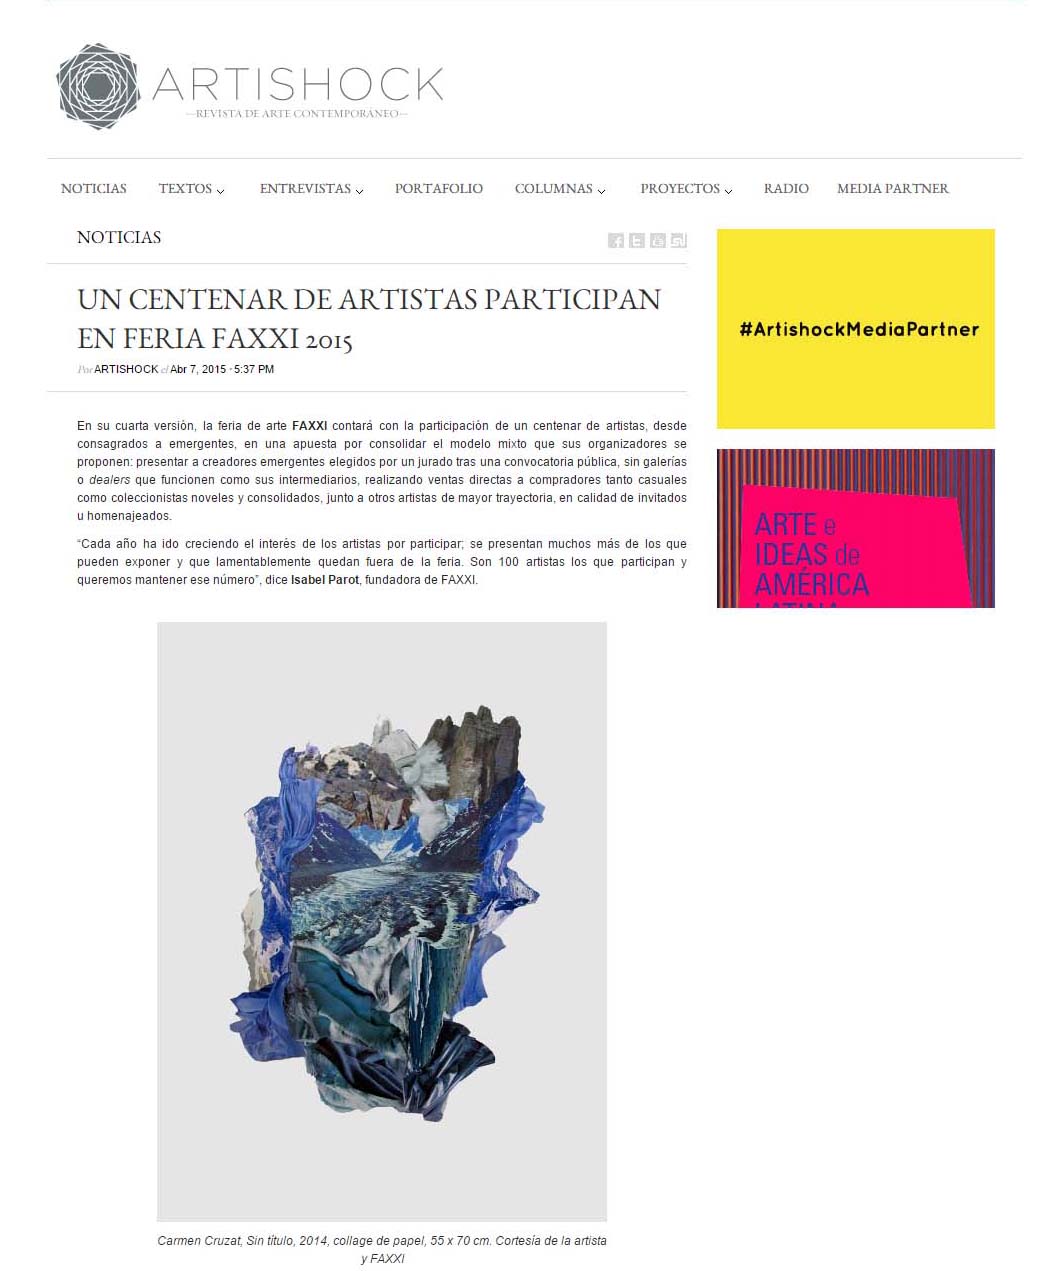 ARTISHOCK
—REVISTA DE ARTE CONTEMPORÁNEO—
NOTICIAS TEXTOS ENTREVISTAS PORTAFOLIO COLUMNAS PROYECTOS RADIO MEDIA PARTNER
NOTICIAS
UN CENTENAR DE ARTISTAS PARTICIPAN
EN FERIA FAXXI 2015
Por ARTISHOCK el Abr 7, 2015 · 5:37 PM
En su cuarta versión, la feria de arte FAXXI contará con la participación de un centenar de artistas, desde
consagrados a emergentes, en una apuesta por consolidar el modelo mixto que sus organizadores se
proponen: presentar a creadores emergentes elegidos por un jurado tras una convocatoria pública, sin galerías
o dealers que funcionen como sus intermediarios, realizando ventas directas a compradores tanto casuales
como coleccionistas noveles y consolidados, junto a otros artistas de mayor trayectoria, en calidad de invitados
u homenajeados.
“Cada año ha ido creciendo el interés de los artistas por participar; se presentan muchos más de los que
pueden exponer y que lamentablemente quedan fuera de la feria. Son 100 artistas los que participan y
queremos mantener ese número”, dice Isabel Parot, fundadora de FAXXI.
Carmen Cruzat, Sin título, 2014, collage de papel, 55 x 70 cm. Cortesía de la artista
y FAXXI
#ArtishockMediaPartner
ARTE e
IDEAS de
AMÉRICA
LATINA